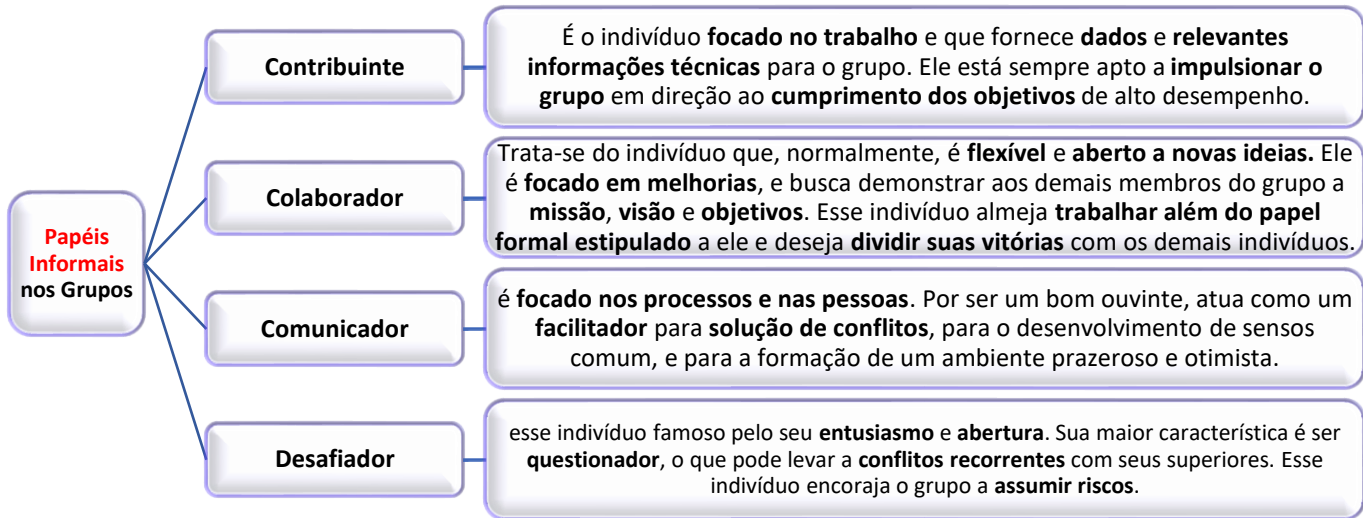 Papéis
Informais
nos Grupos
Contribuinte
É o indivíduo focado no trabalho e que fornece dados e relevantes
informações técnicas para o grupo. Ele está sempre apto a impulsionar o
grupo em direção ao cumprimento dos objetivos de alto desempenho.
Colaborador
Trata-se do indivíduo que, normalmente, é flexível e aberto a novas ideias. Ele
é focado em melhorias, e busca demonstrar aos demais membros do grupo a
missão, visão e objetivos. Esse indivíduo almeja trabalhar além do papel
formal estipulado a ele e deseja dividir suas vitórias com os demais indivíduos.
Comunicador
é focado nos processos e nas pessoas. Por ser um bom ouvinte, atua como um
facilitador para solução de conflitos, para o desenvolvimento de sensos
comum, e para a formação de um ambiente prazeroso e otimista.
Desafiador
esse indivíduo famoso pelo seu entusiasmo e abertura. Sua maior característica é ser
questionador, o que pode levar a conflitos recorrentes com seus superiores. Esse
indivíduo encoraja o grupo a assumir riscos.